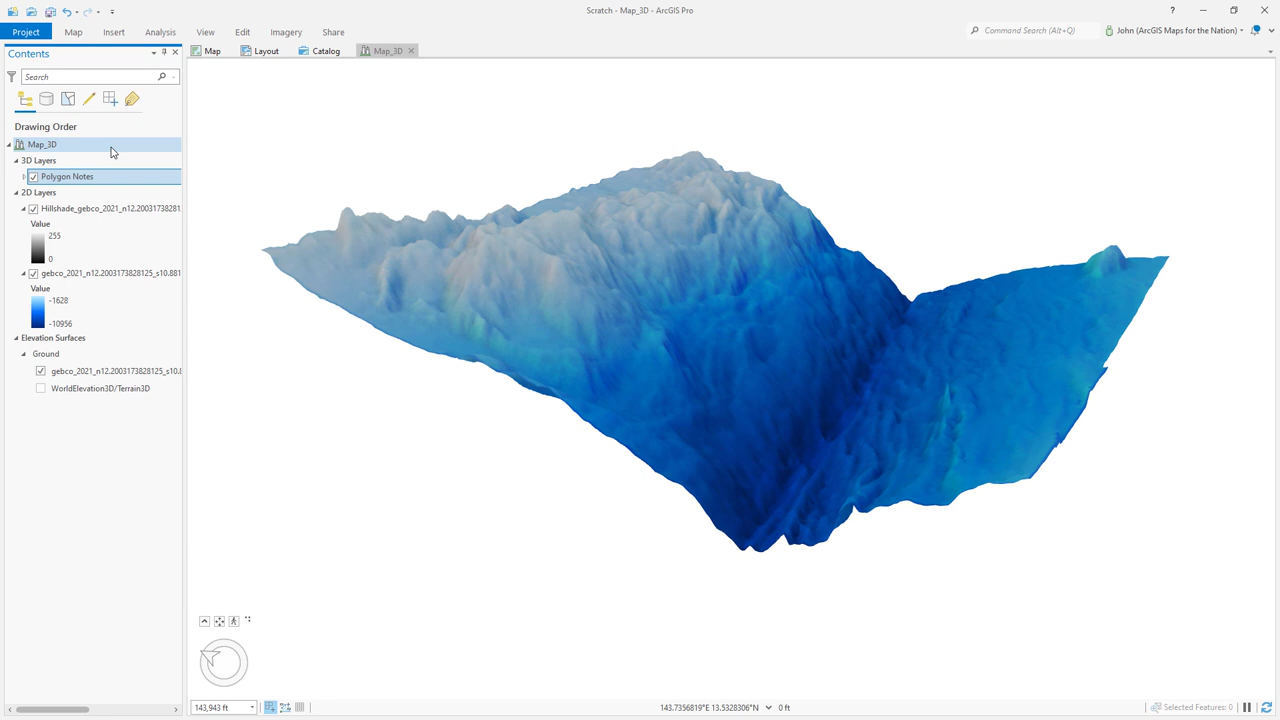 Scratch - Map_3D - ArcGIS Pro
?
Project Map Insert Analysis View Edit Imagery Share
Command Search (Alt+Q)
John (ArcGIS Maps for the Nation)
Contents
Map Layout Catalog Map_3D
Search
Drawing Order
Map_3D
3D Layers
Polygon Notes
2D Layers
Hillshade_gebco_2021_n12.20031738281
Value
255
0
gebco_2021_n12.2003173828125_s10.881
Value
-1628
-10956
Elevation Surfaces
Ground
gebco_2021_n12.2003173828125_s10.8
WorldElevation3D/Terrain3D
143,943 ft
143.7356819°E 13.5328306°N
0 ft
Selected Features: 0